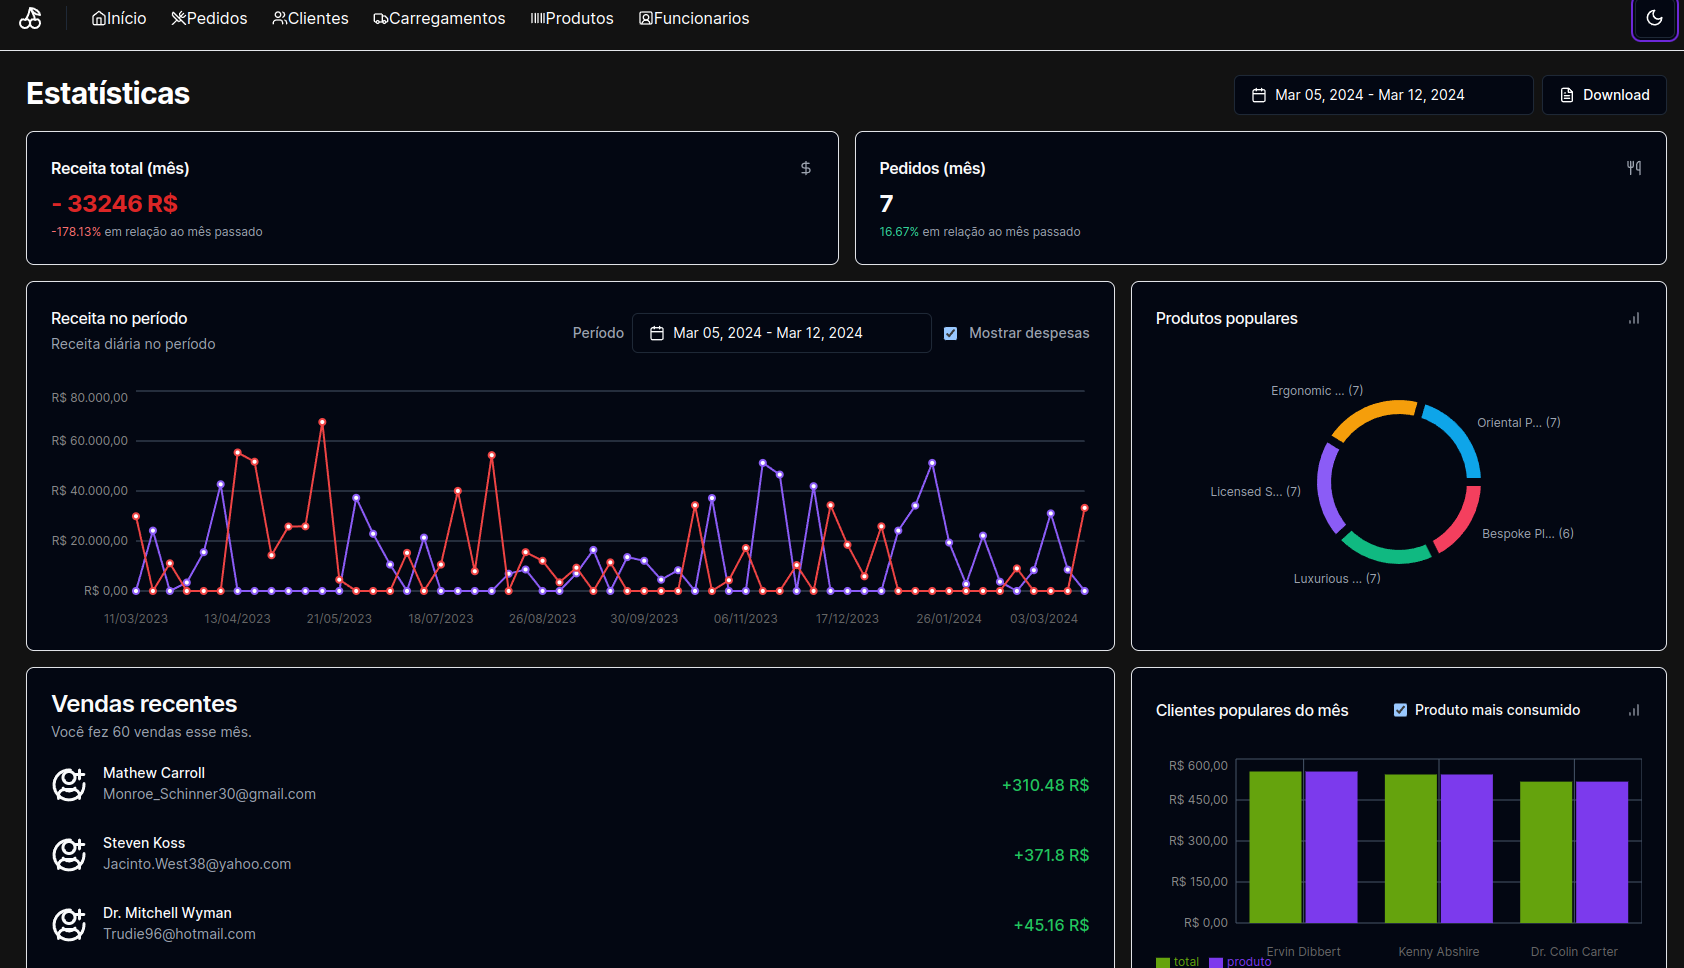 Início Pedidos Clientes Carregamentos Produtos Funcionarios
Estatísticas
Mar 05, 2024 - Mar 12, 2024
Download
Receita total (mês)
- 33246 R$
-178.13% em relação ao mês passado
Pedidos (mês)
7
16.67% em relação ao mês passado
Receita no período
Receita diária no período
Período
Mar 05, 2024 - Mar 12, 2024
Mostrar despesas
R$ 80.000,00
R$ 60.000,00
R$ 40.000,00
R$ 20.000,00
R$ 0,00
11/03/2023 13/04/2023 21/05/2023 18/07/2023 26/08/2023 30/09/2023 06/11/2023 17/12/2023 26/01/2024 03/03/2024
Produtos populares
Ergonomic ... (7)
Oriental P... (7)
Licensed S... (7)
Bespoke Pl... (6)
Luxurious ... (7)
Vendas recentes
Você fez 60 vendas esse mês.
Mathew Carroll
Monroe_Schinner30@gmail.com
+310.48 R$
Steven Koss
Jacinto.West38@yahoo.com
+371.8 R$
Dr. Mitchell Wyman
Trudie96@hotmail.com
+45.16 R$
Clientes populares do mês
Produto mais consumido
R$ 600,00
R$ 450,00
R$ 300,00
R$ 150,00
R$ 0,00
Ervin Dibbert Kenny Abshire Dr. Colin Carter
total produto